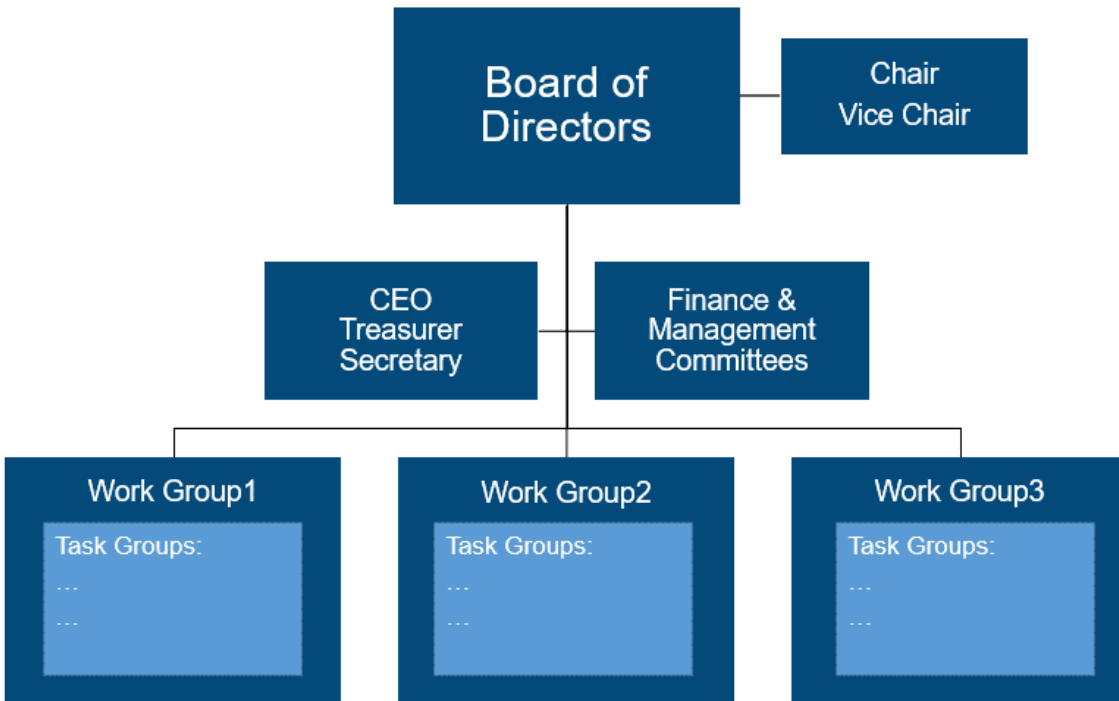 Board of
Directors
Chair
Vice Chair
CEO
Treasurer
Secretary
Finance &
Management
Committees
Work Group1
Task Groups:
...
...
Work Group2
Task Groups:
...
...
Work Group3
Task Groups:
...
...